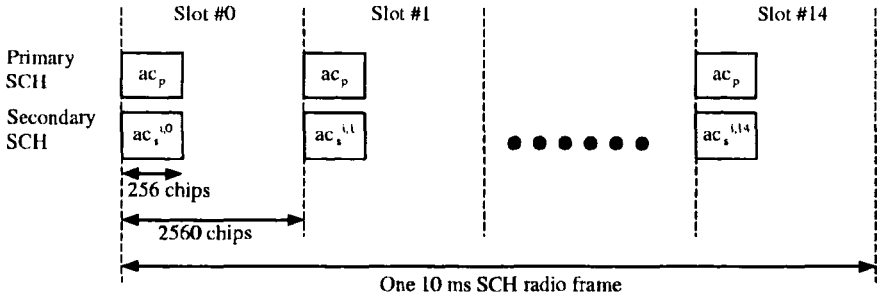 Slot #0
Slot #1
Slot #14
Primary
SCH
ac_p
ac_p
ac_p
Secondary
SCH
ac_s^i,0
ac_s^i,1
ac_s^i,14
256 chips
2560 chips
One 10 ms SCH radio frame